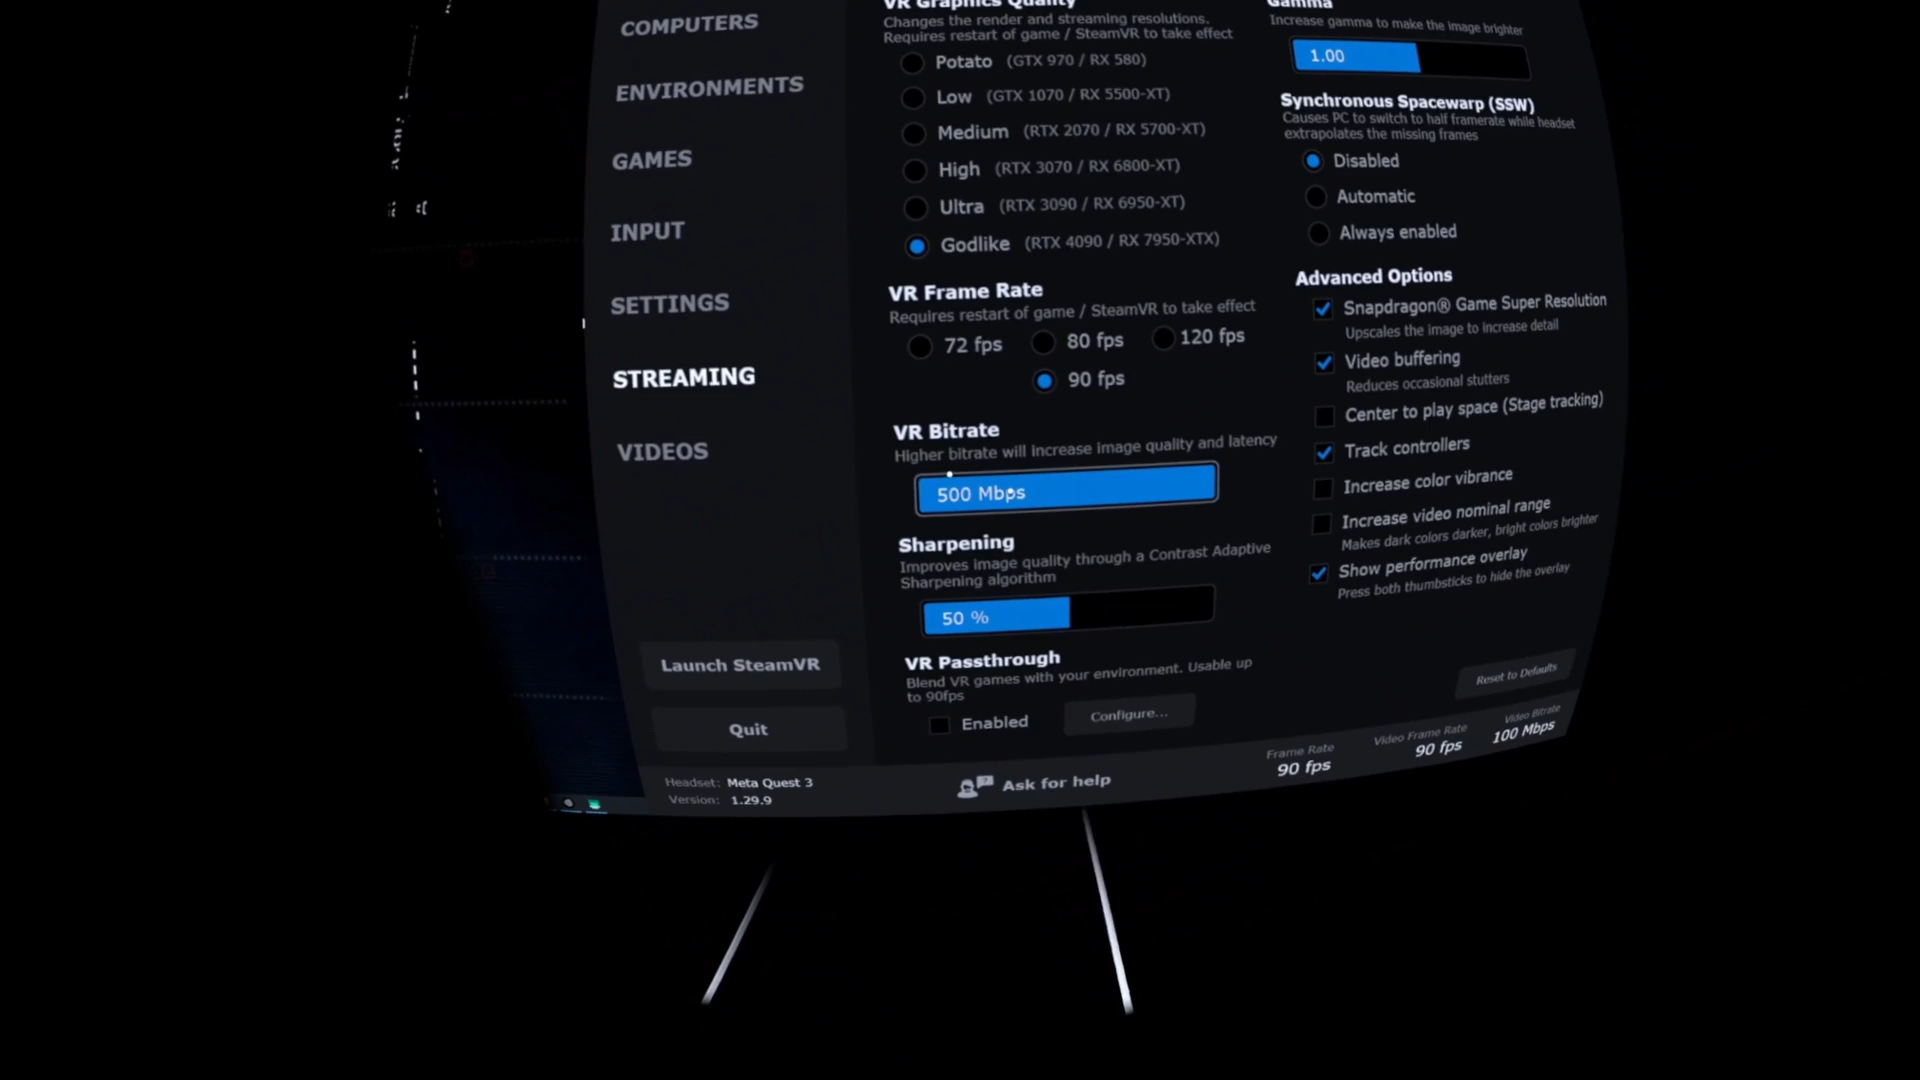 COMPUTERS
ENVIRONMENTS
GAMES
INPUT
SETTINGS
STREAMING
VIDEOS
Launch SteamVR
Quit
Headset: Meta Quest 3
Version: 1.29.9
VR Graphics Quality
Changes the render and streaming resolutions.
Requires restart of game / SteamVR to take effect
Potato (GTX 970 / RX 580)
Low (GTX 1070 / RX 5500-XT)
Medium (RTX 2070 / RX 5700-XT)
High (RTX 3070 / RX 6800-XT)
Ultra (RTX 3090 / RX 6950-XT)
Godlike (RTX 4090 / RX 7950-XTX)
VR Frame Rate
Requires restart of game / SteamVR to take effect
72 fps 80 fps 120 fps
90 fps
VR Bitrate
Higher bitrate will increase image quality and latency
500 Mbps
Sharpening
Improves image quality through a Contrast Adaptive
Sharpening algorithm
50 %
VR Passthrough
Blend VR games with your environment. Usable up
to 90fps
Enabled
Configure...
Ask for help
Gamma
Increase gamma to make the image brighter
1.00
Synchronous Spacewarp (SSW)
Causes PC to switch to half framerate while headset
extrapolates the missing frames
Disabled
Automatic
Always enabled
Advanced Options
Snapdragon® Game Super Resolution
Upscales the image to increase detail
Video buffering
Reduces occasional stutters
Center to play space (Stage tracking)
Track controllers
Increase color vibrance
Increase video nominal range
Makes dark colors darker, bright colors brighter
Show performance overlay
Press both thumbsticks to hide the overlay
Reset to Defaults
Frame Rate
90 fps
Video Frame Rate
90 fps
Video Bitrate
100 Mbps